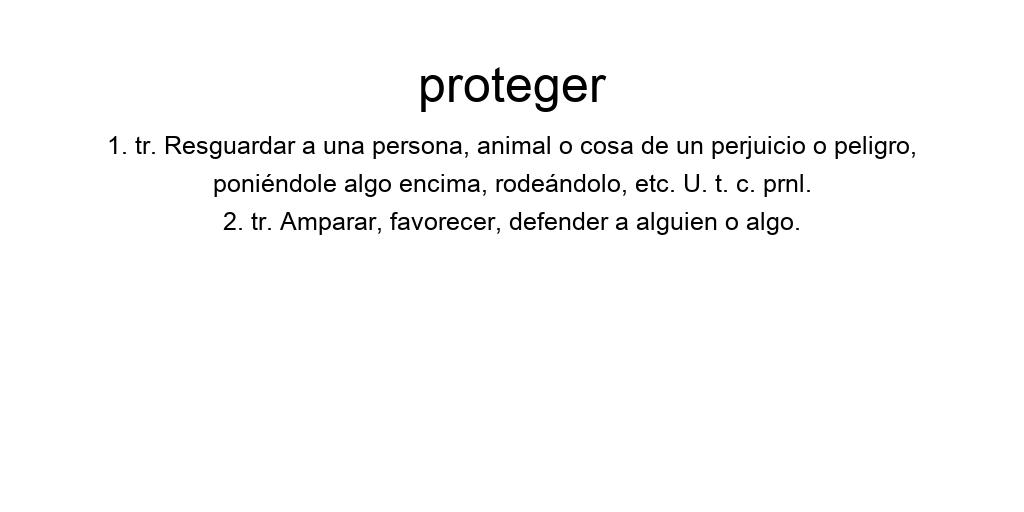 proteger
1. tr. Resguardar a una persona, animal o cosa de un perjuicio o peligro,
poniéndole algo encima, rodeándolo, etc. U. t. c. prnl.
2. tr. Amparar, favorecer, defender a alguien o algo.